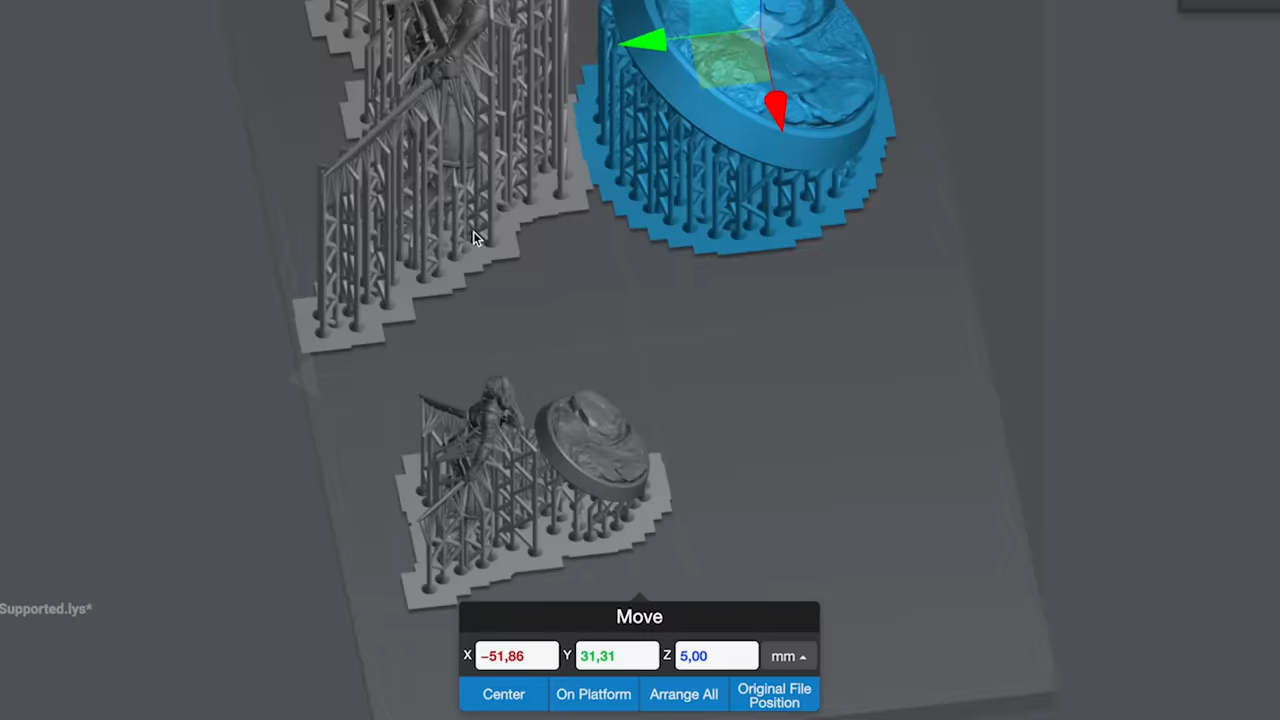 Supported.lys*
Move
X −51,86 Y 31,31 Z 5,00 mm
Center On Platform Arrange All Original File Position